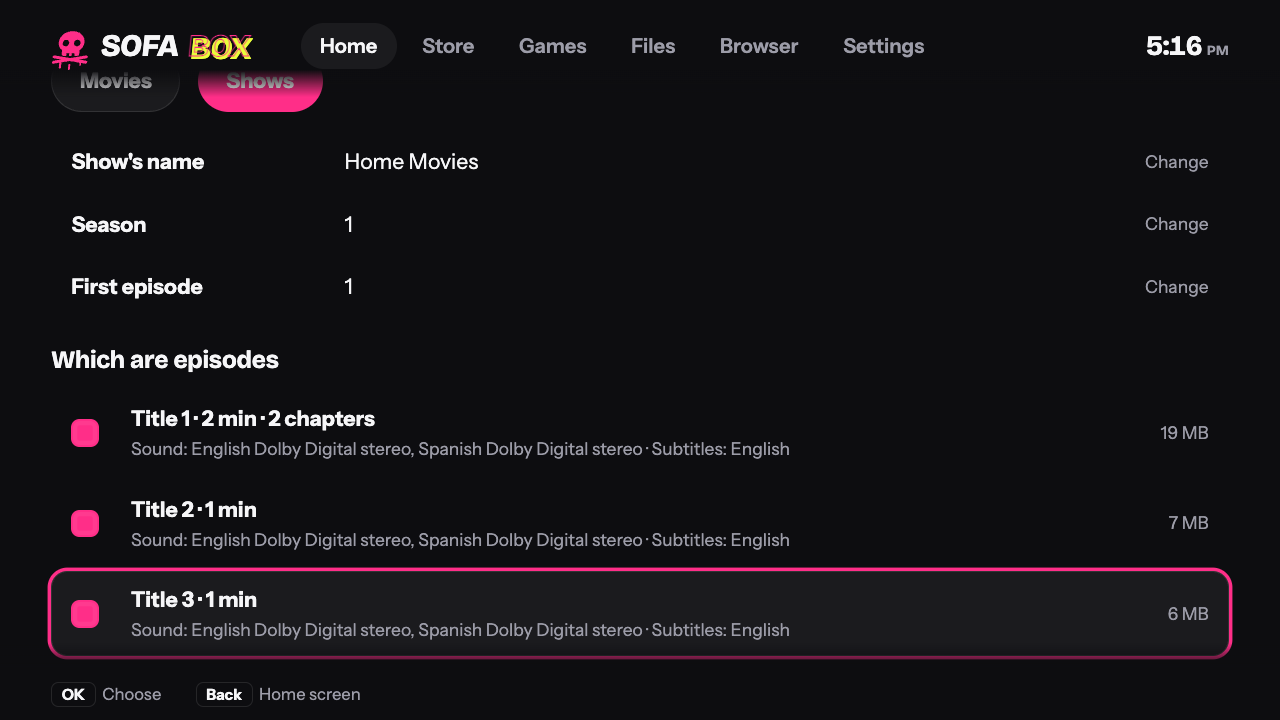 SOFA BOX
Home
Store
Games
Files
Browser
Settings
5:16 PM
Movies
Shows
Show's name
Home Movies
Change
Season
1
Change
First episode
1
Change
Which are episodes
Title 1 · 2 min · 2 chapters
Sound: English Dolby Digital stereo, Spanish Dolby Digital stereo · Subtitles: English
19 MB
Title 2 · 1 min
Sound: English Dolby Digital stereo, Spanish Dolby Digital stereo · Subtitles: English
7 MB
Title 3 · 1 min
Sound: English Dolby Digital stereo, Spanish Dolby Digital stereo · Subtitles: English
6 MB
OK Choose
Back Home screen